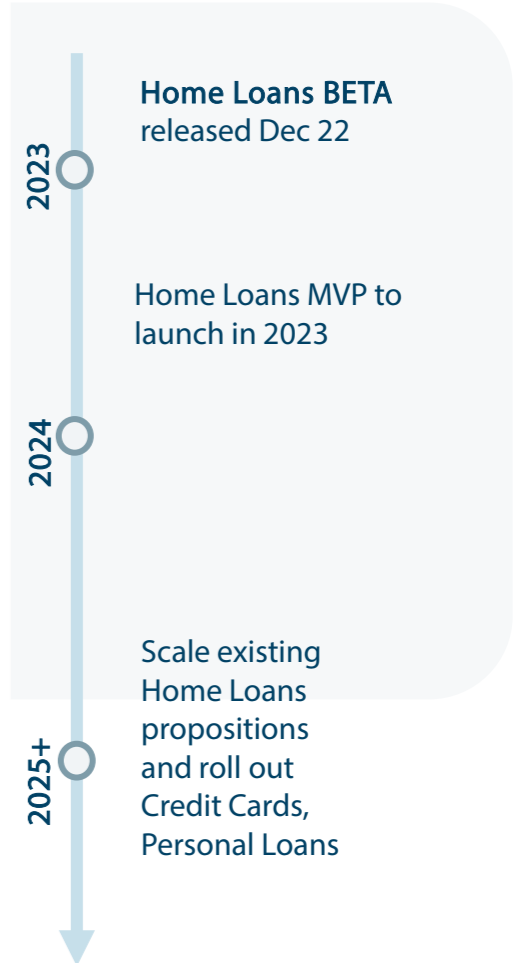 Home Loans BETA
released Dec 22
2023
Home Loans MVP to
launch in 2023
2024
Scale existing
Home Loans
propositions
and roll out
Credit Cards,
Personal Loans
2025+